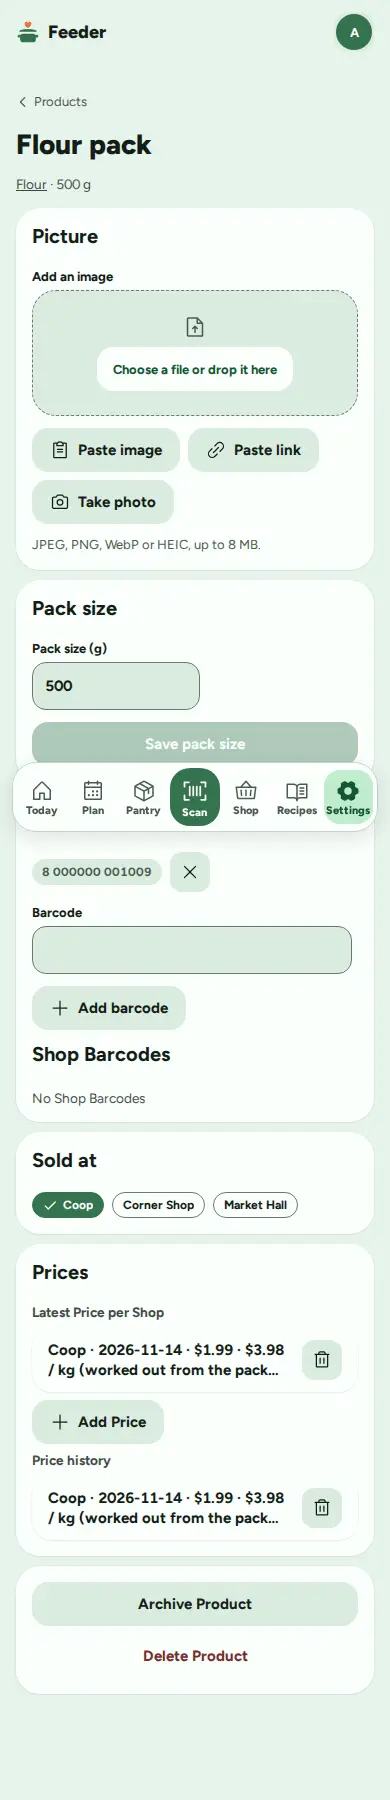 Feeder
A
Products
Flour pack
Flour · 500 g
Picture
Add an image
Choose a file or drop it here
Paste image
Paste link
Take photo
JPEG, PNG, WebP or HEIC, up to 8 MB.
Pack size
Pack size (g)
500
Save pack size
Today
Plan
Pantry
Scan
Shop
Recipes
Settings
8 000000 001009
Barcode
Add barcode
Shop Barcodes
No Shop Barcodes
Sold at
Coop
Corner Shop
Market Hall
Prices
Latest Price per Shop
Coop · 2026-11-14 · $1.99 · $3.98
/ kg (worked out from the pack…
Add Price
Price history
Coop · 2026-11-14 · $1.99 · $3.98
/ kg (worked out from the pack…
Archive Product
Delete Product